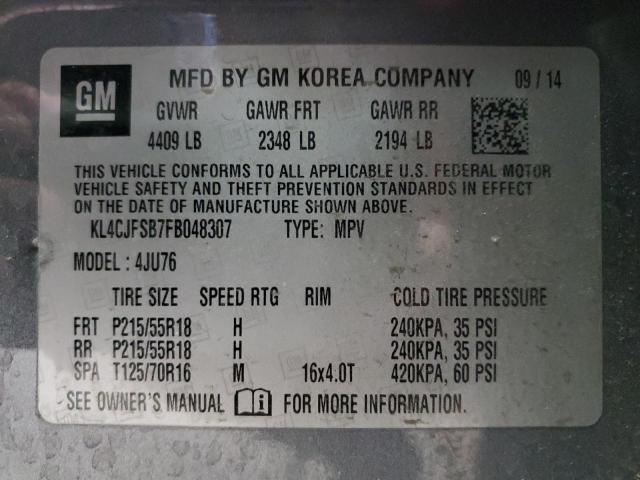 GM MFD BY GM KOREA COMPANY 09/14
GVWR GAWR FRT GAWR RR
4409 LB 2348 LB 2194 LB
THIS VEHICLE CONFORMS TO ALL APPLICABLE U.S. FEDERAL MOTOR
VEHICLE SAFETY AND THEFT PREVENTION STANDARDS IN EFFECT
ON THE DATE OF MANUFACTURE SHOWN ABOVE.
KL4CJFSB7FB048307 TYPE: MPV
MODEL: 4JU76
TIRE SIZE SPEED RTG RIM COLD TIRE PRESSURE
FRT P215/55R18 H 240KPA, 35 PSI
RR P215/55R18 H 240KPA, 35 PSI
SPA T125/70R16 M 16x4.0T 420KPA, 60 PSI
SEE OWNER'S MANUAL i FOR MORE INFORMATION.